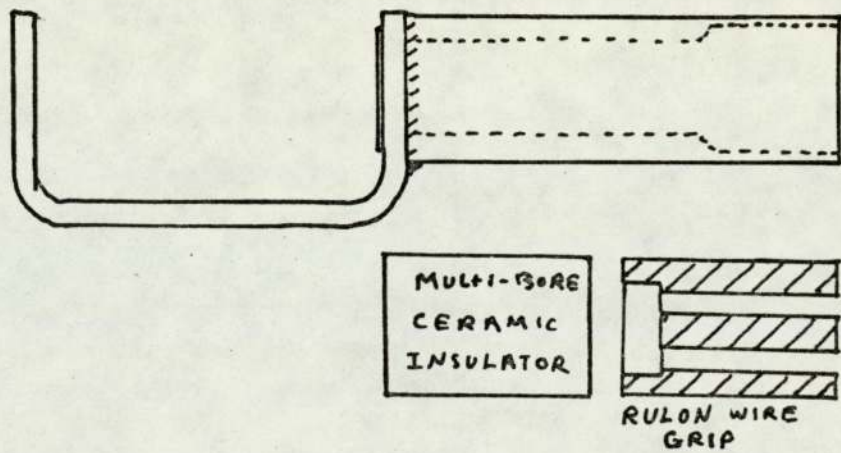 MULTI-BORE
CERAMIC
INSULATOR
RULON WIRE
GRIP